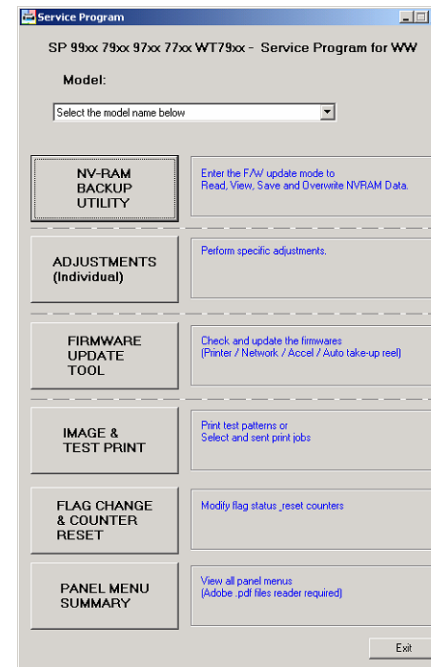 Service Program
SP 99xx 79xx 97xx 77xx WT79xx - Service Program for WW
Model:
Select the model name below
NV-RAM
BACKUP
UTILITY
Enter the F/W update mode to
Read, View, Save and Overwrite NVRAM Data.
ADJUSTMENTS
(Individual)
Perform specific adjustments.
FIRMWARE
UPDATE
TOOL
Check and update the firmwares
(Printer / Network / Accel / Auto take-up reel)
IMAGE &
TEST PRINT
Print test patterns or
Select and sent print jobs
FLAG CHANGE
& COUNTER
RESET
Modify flag status ,reset counters
PANEL MENU
SUMMARY
View all panel menus
(Adobe .pdf files reader required)
Exit